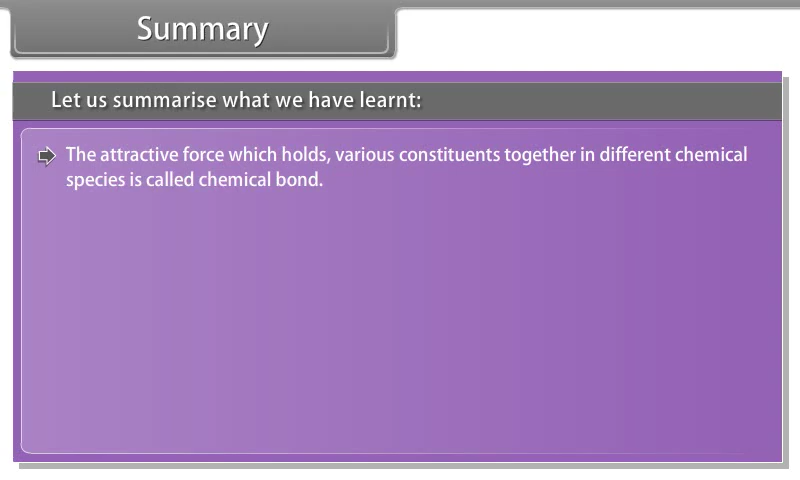 Summary
Let us summarise what we have learnt:
The attractive force which holds, various constituents together in different chemical
species is called chemical bond.